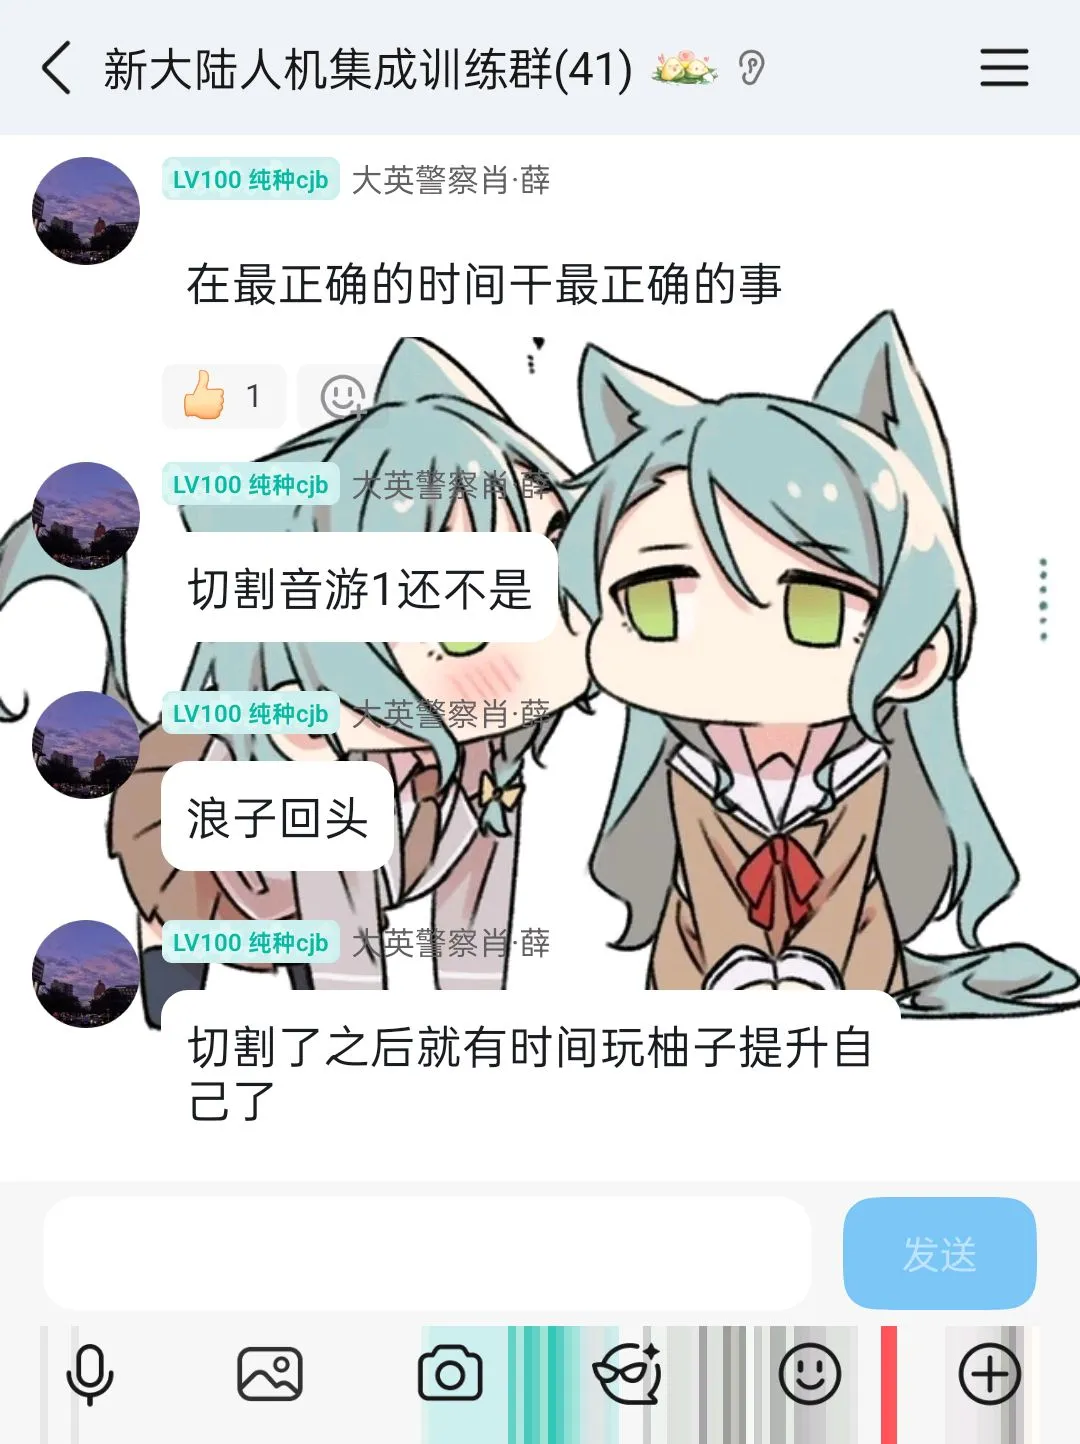 新大陆人机集成训练群(41)
LV100 纯种cjb 大英警察肖·薛
在最正确的时间干最正确的事
1
LV100 纯种cjb 大英警察肖·薛
切割音游1还不是
LV100 纯种cjb 大英警察肖·薛
浪子回头
LV100 纯种cjb 大英警察肖·薛
切割了之后就有时间玩柚子提升自
己了
发送